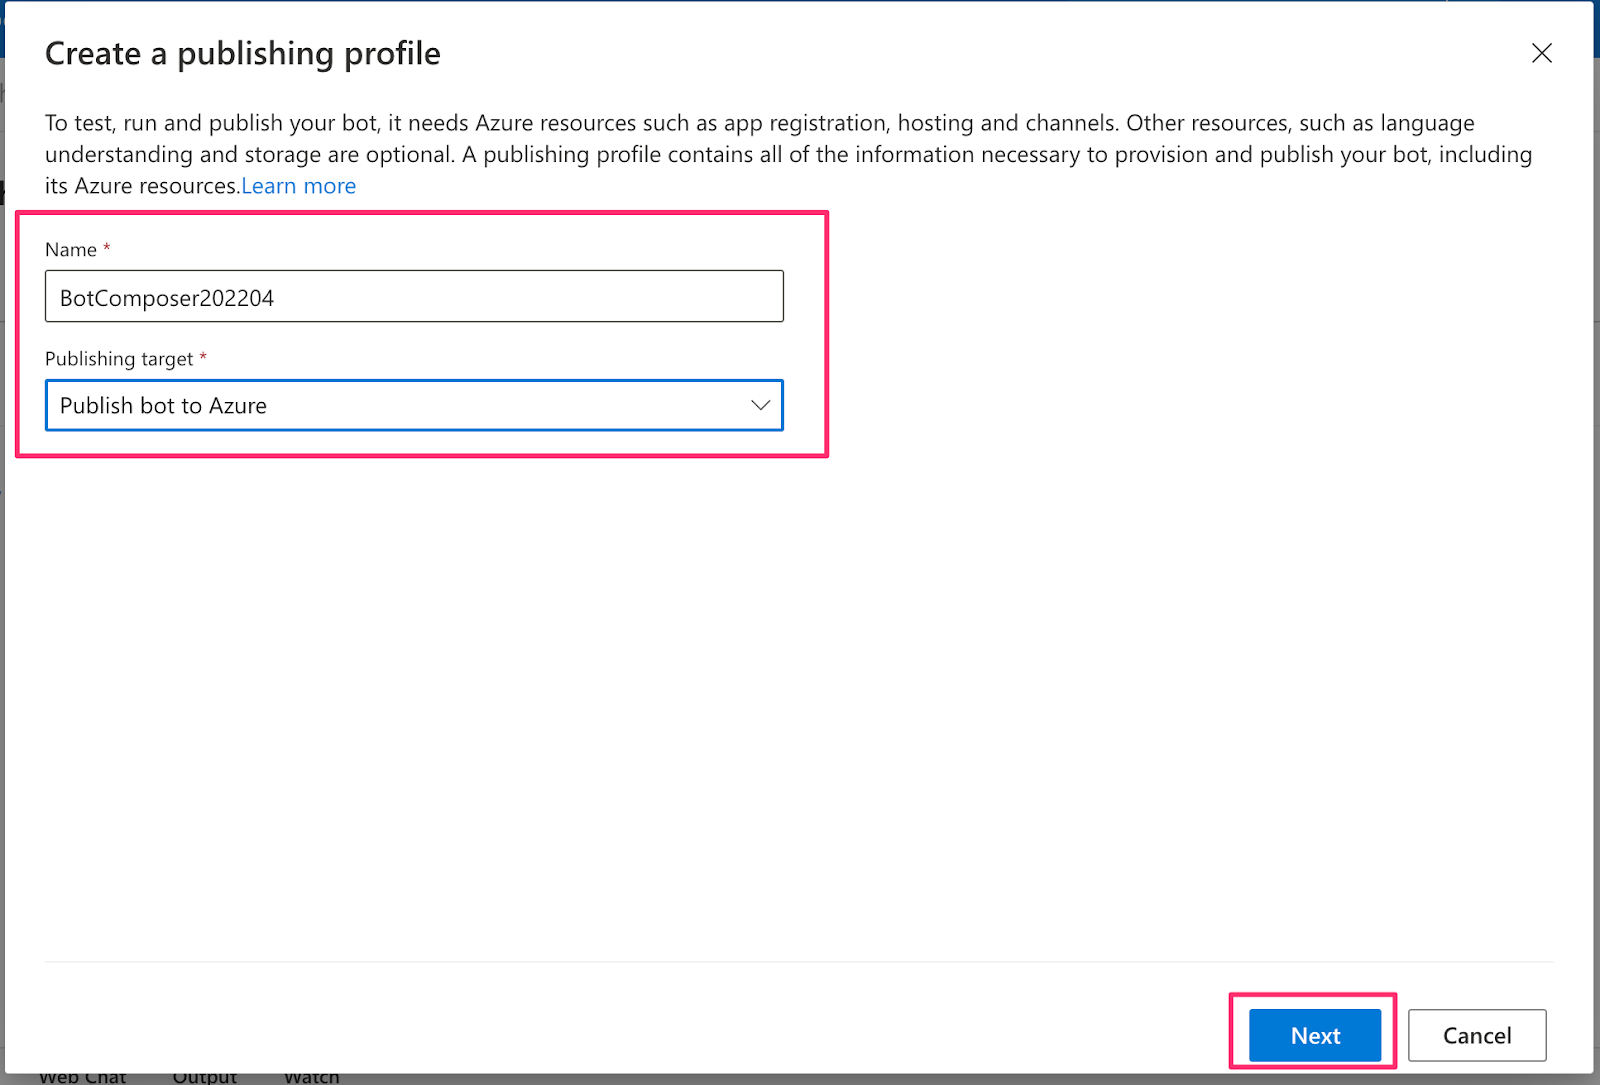 Create a publishing profile
To test, run and publish your bot, it needs Azure resources such as app registration, hosting and channels. Other resources, such as language
understanding and storage are optional. A publishing profile contains all of the information necessary to provision and publish your bot, including
its Azure resources.Learn more
Name *
BotComposer202204
Publishing target *
Publish bot to Azure
Next
Cancel
Web Chat Output Watch